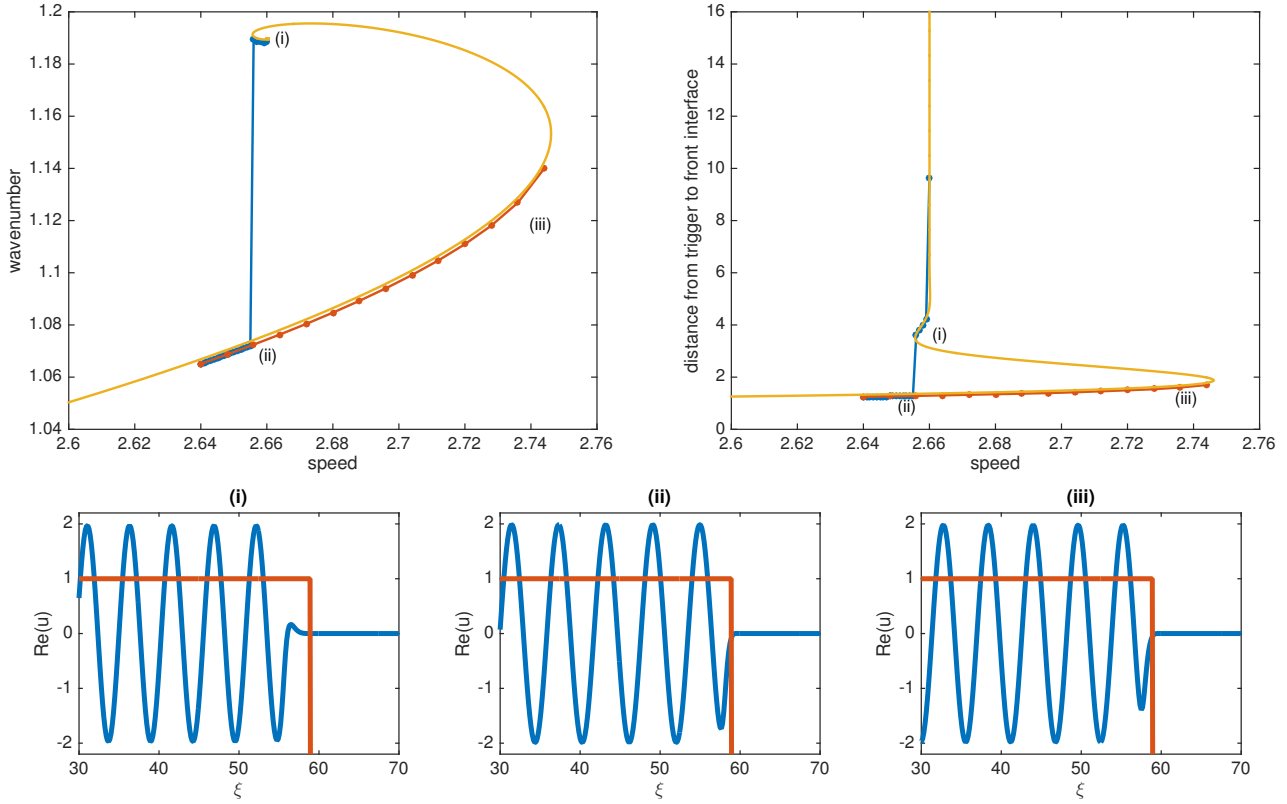 1.2
1.18
1.16
1.14
1.12
1.1
1.08
1.06
1.04
wavenumber
(i)
(ii)
(iii)
2.6 2.62 2.64 2.66 2.68 2.7 2.72 2.74 2.76
speed
16
14
12
10
8
6
4
2
0
distance from trigger to front interface
(i)
(ii)
(iii)
2.6 2.62 2.64 2.66 2.68 2.7 2.72 2.74 2.76
speed
(i)
2
1
0
-1
-2
Re(u)
30 40 50 60 70
ξ
(ii)
2
1
0
-1
-2
Re(u)
30 40 50 60 70
ξ
(iii)
2
1
0
-1
-2
Re(u)
30 40 50 60 70
ξ